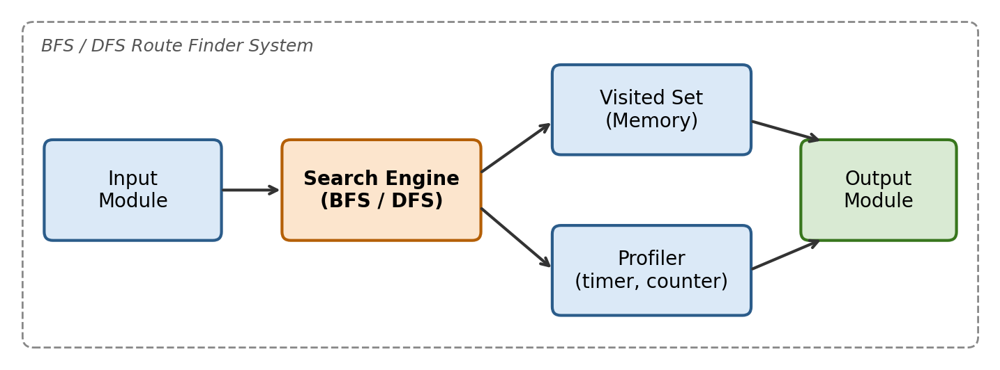 BFS / DFS Route Finder System
Input
Module
Search Engine
(BFS / DFS)
Visited Set
(Memory)
Profiler
(timer, counter)
Output
Module